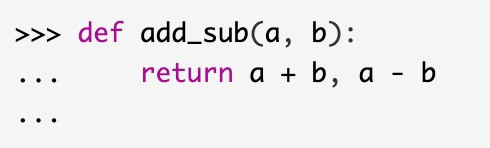 >>> def add_sub(a, b):
...     return a + b, a - b
...